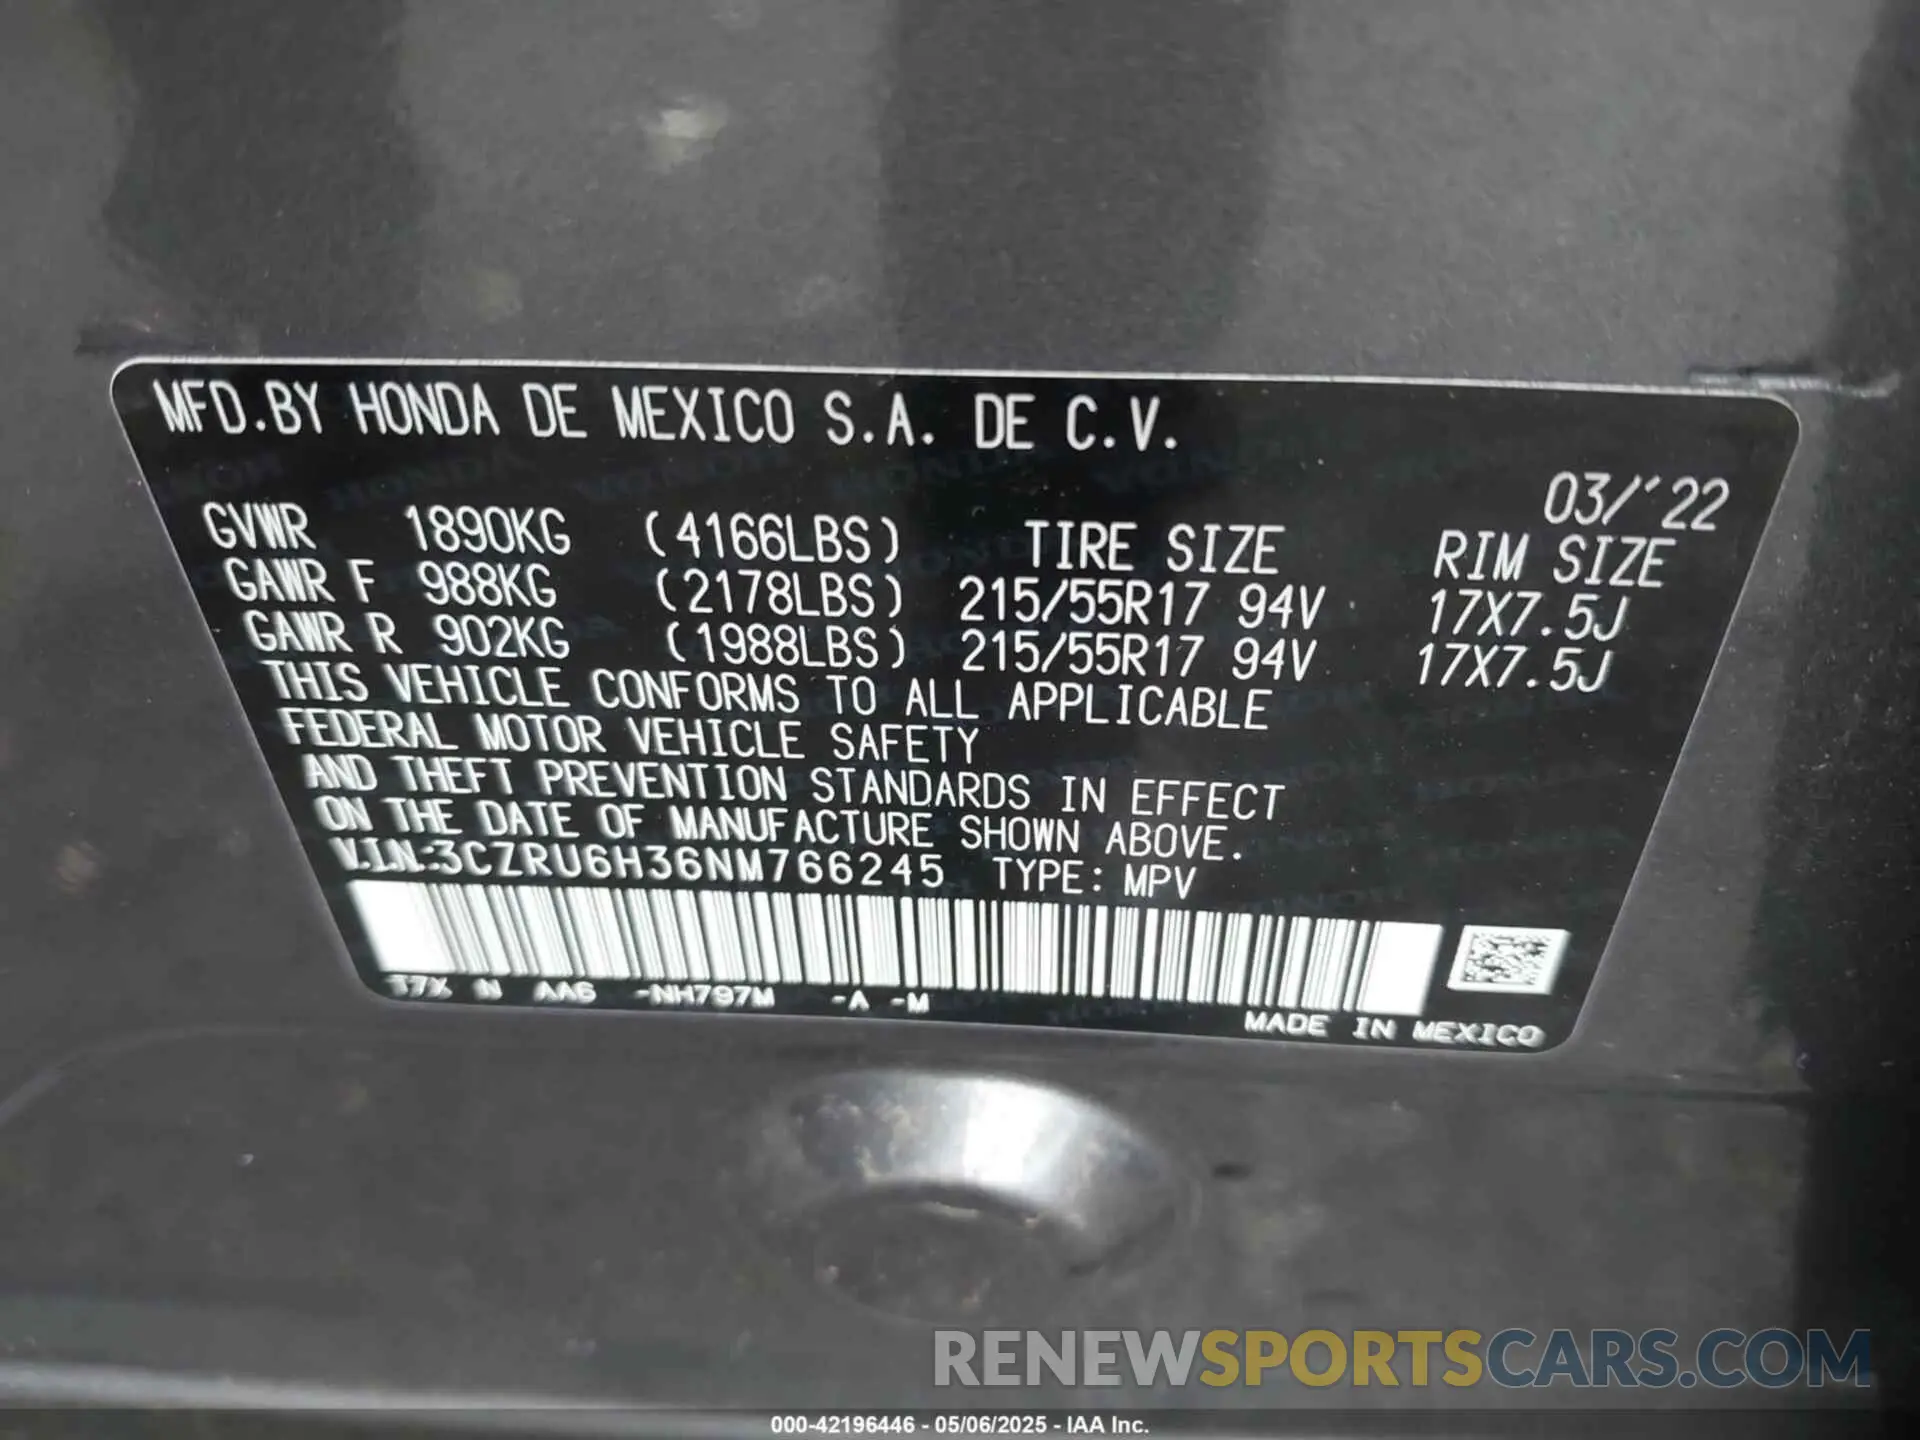 MFD.BY HONDA DE MEXICO S.A. DE C.V.
03/'22
GVWR 1890KG (4166LBS) TIRE SIZE RIM SIZE
GAWR F 988KG (2178LBS) 215/55R17 94V 17X7.5J
GAWR R 902KG (1988LBS) 215/55R17 94V 17X7.5J
THIS VEHICLE CONFORMS TO ALL APPLICABLE
FEDERAL MOTOR VEHICLE SAFETY
AND THEFT PREVENTION STANDARDS IN EFFECT
ON THE DATE OF MANUFACTURE SHOWN ABOVE.
V.I.N:3CZRU6H36NM766245 TYPE: MPV
N AA6 -NH797M -A -M
MADE IN MEXICO
RENEWSPORTSCARS.COM
000-42196446 - 05/06/2025 - IAA Inc.